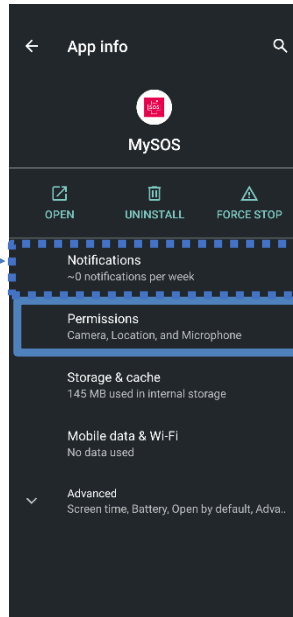 App info
SOS
MySOS
OPEN UNINSTALL FORCE STOP
Notifications
~0 notifications per week
Permissions
Camera, Location, and Microphone
Storage & cache
145 MB used in internal storage
Mobile data & Wi-Fi
No data used
Advanced
Screen time, Battery, Open by default, Adva..